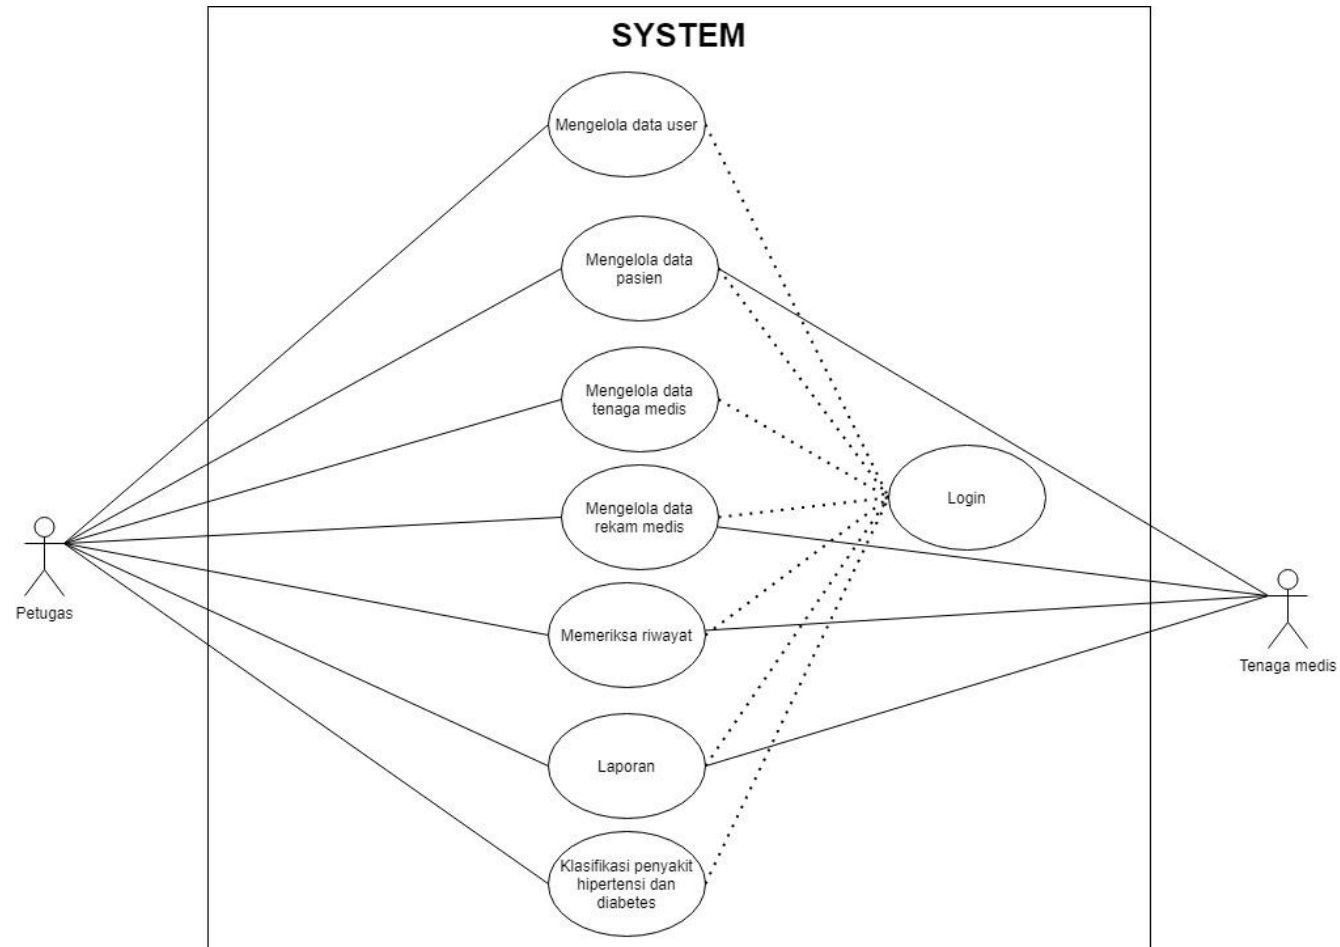 SYSTEM
Mengelola data user
Mengelola data
pasien
Mengelola data
tenaga medis
Login
Mengelola data
rekam medis
Petugas
Memeriksa riwayat
Tenaga medis
Laporan
Klasifikasi penyakit
hipertensi dan
diabetes